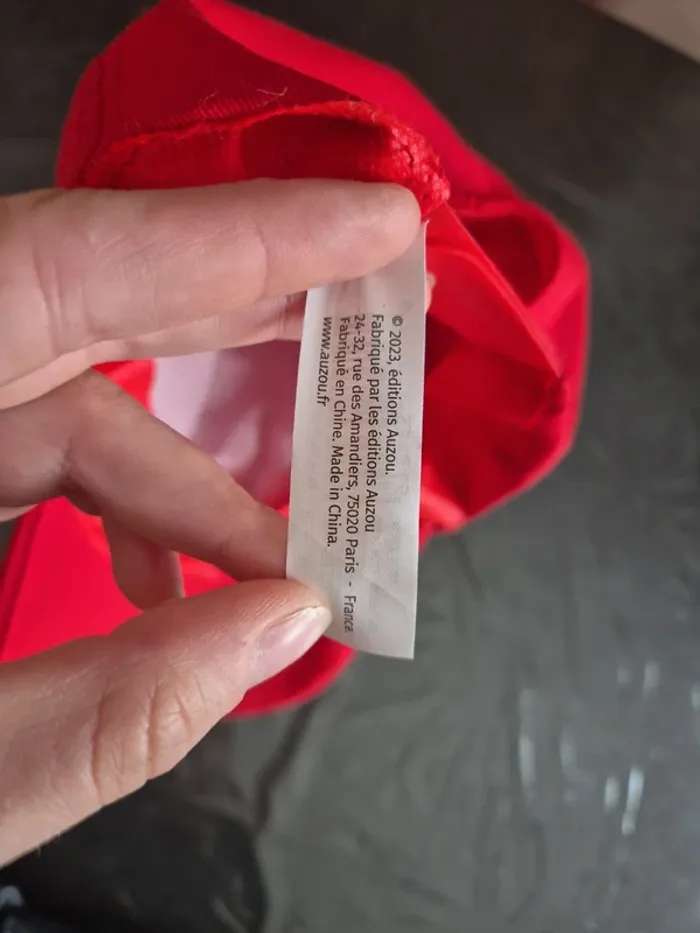 © 2023, éditions Auzou.
Fabriqué par les éditions Auzou
24-32, rue des Amandiers, 75020 Paris - France
Fabriqué en Chine. Made in China.
www.auzou.fr